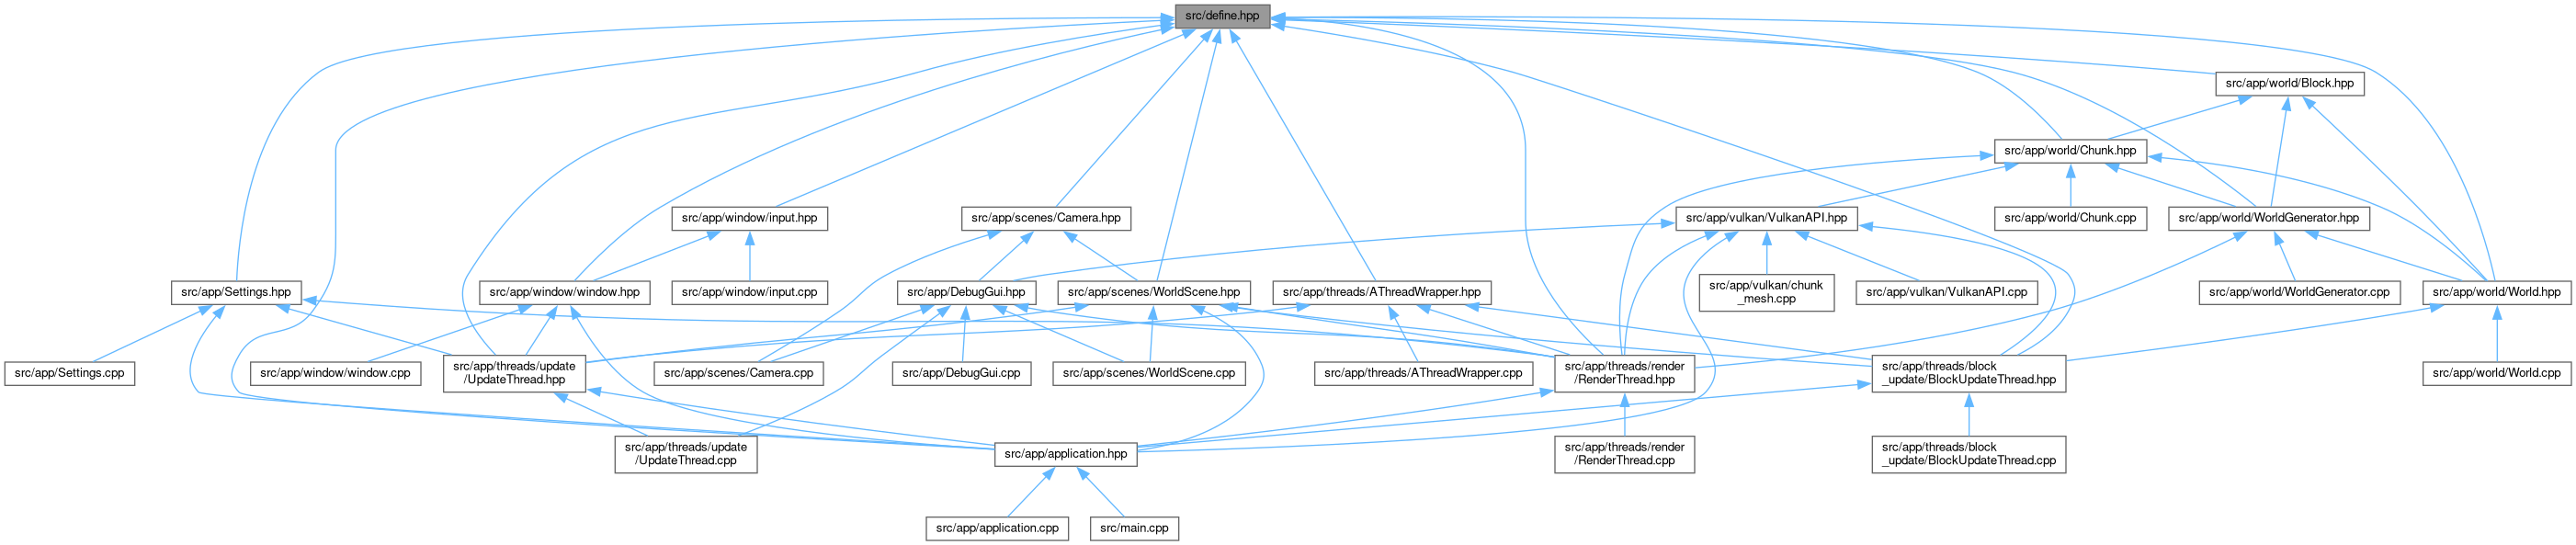 src/define.hpp
src/app/world/Block.hpp
src/app/world/Chunk.hpp
src/app/window/input.hpp
src/app/scenes/Camera.hpp
src/app/vulkan/VulkanAPI.hpp
src/app/world/Chunk.cpp
src/app/world/WorldGenerator.hpp
src/app/Settings.hpp
src/app/window/window.hpp
src/app/window/input.cpp
src/app/DebugGui.hpp
src/app/scenes/WorldScene.hpp
src/app/threads/AThreadWrapper.hpp
src/app/vulkan/chunk
_mesh.cpp
src/app/vulkan/VulkanAPI.cpp
src/app/world/WorldGenerator.cpp
src/app/world/World.hpp
src/app/Settings.cpp
src/app/window/window.cpp
src/app/threads/update
/UpdateThread.hpp
src/app/scenes/Camera.cpp
src/app/DebugGui.cpp
src/app/scenes/WorldScene.cpp
src/app/threads/AThreadWrapper.cpp
src/app/threads/render
/RenderThread.hpp
src/app/threads/block
_update/BlockUpdateThread.hpp
src/app/world/World.cpp
src/app/threads/update
/UpdateThread.cpp
src/app/application.hpp
src/app/threads/render
/RenderThread.cpp
src/app/threads/block
_update/BlockUpdateThread.cpp
src/app/application.cpp
src/main.cpp